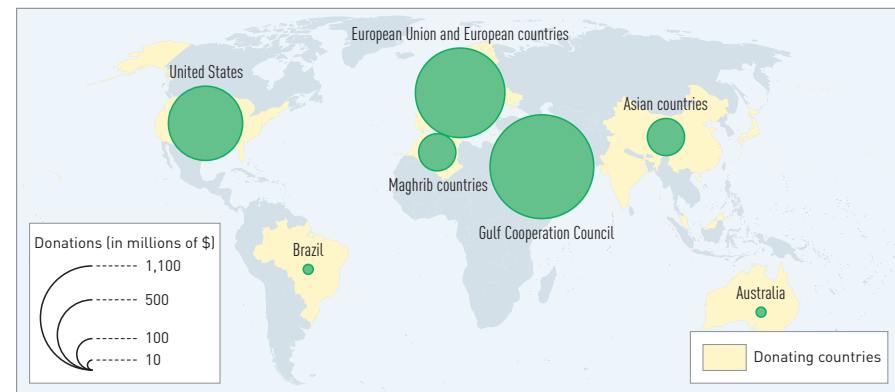 European Union and European countries
United States
Asian countries
Maghrib countries
Gulf Cooperation Council
Brazil
Australia
Donations (in millions of $)
1,100
500
100
10
Donating countries